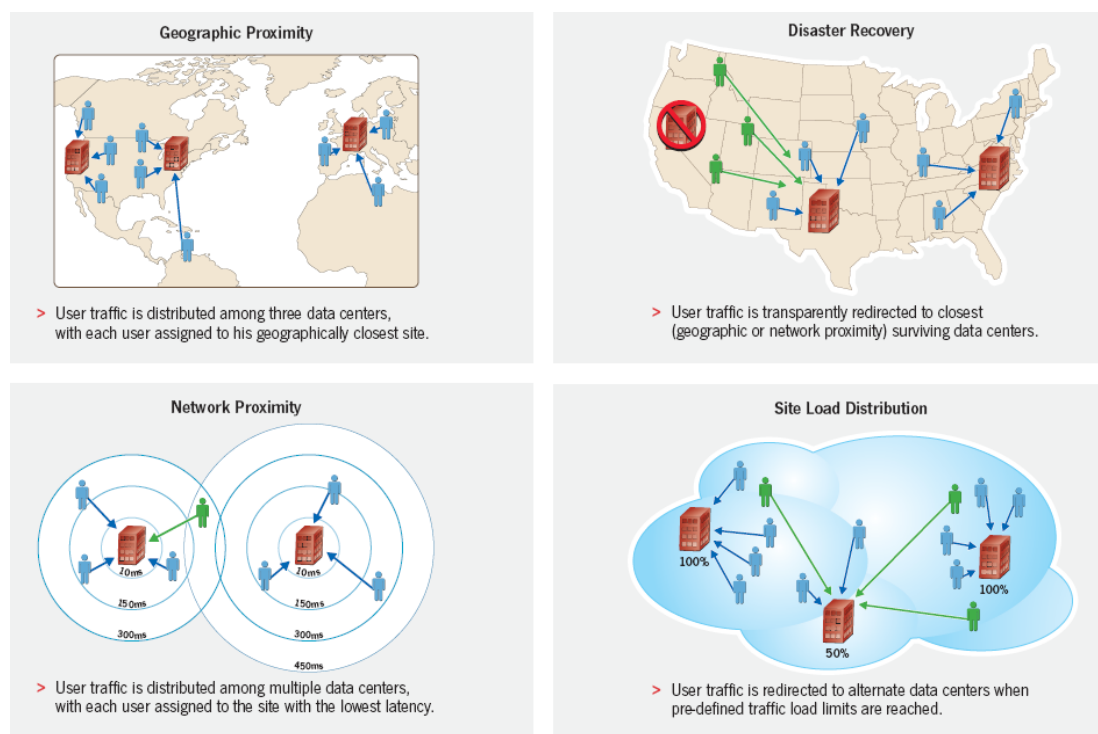 Geographic Proximity
> User traffic is distributed among three data centers,
with each user assigned to his geographically closest site.
Disaster Recovery
> User traffic is transparently redirected to closest
(geographic or network proximity) surviving data centers.
Network Proximity
10ms
150ms
300ms
10ms
150ms
300ms
450ms
> User traffic is distributed among multiple data centers,
with each user assigned to the site with the lowest latency.
Site Load Distribution
100%
100%
50%
> User traffic is redirected to alternate data centers when
pre-defined traffic load limits are reached.